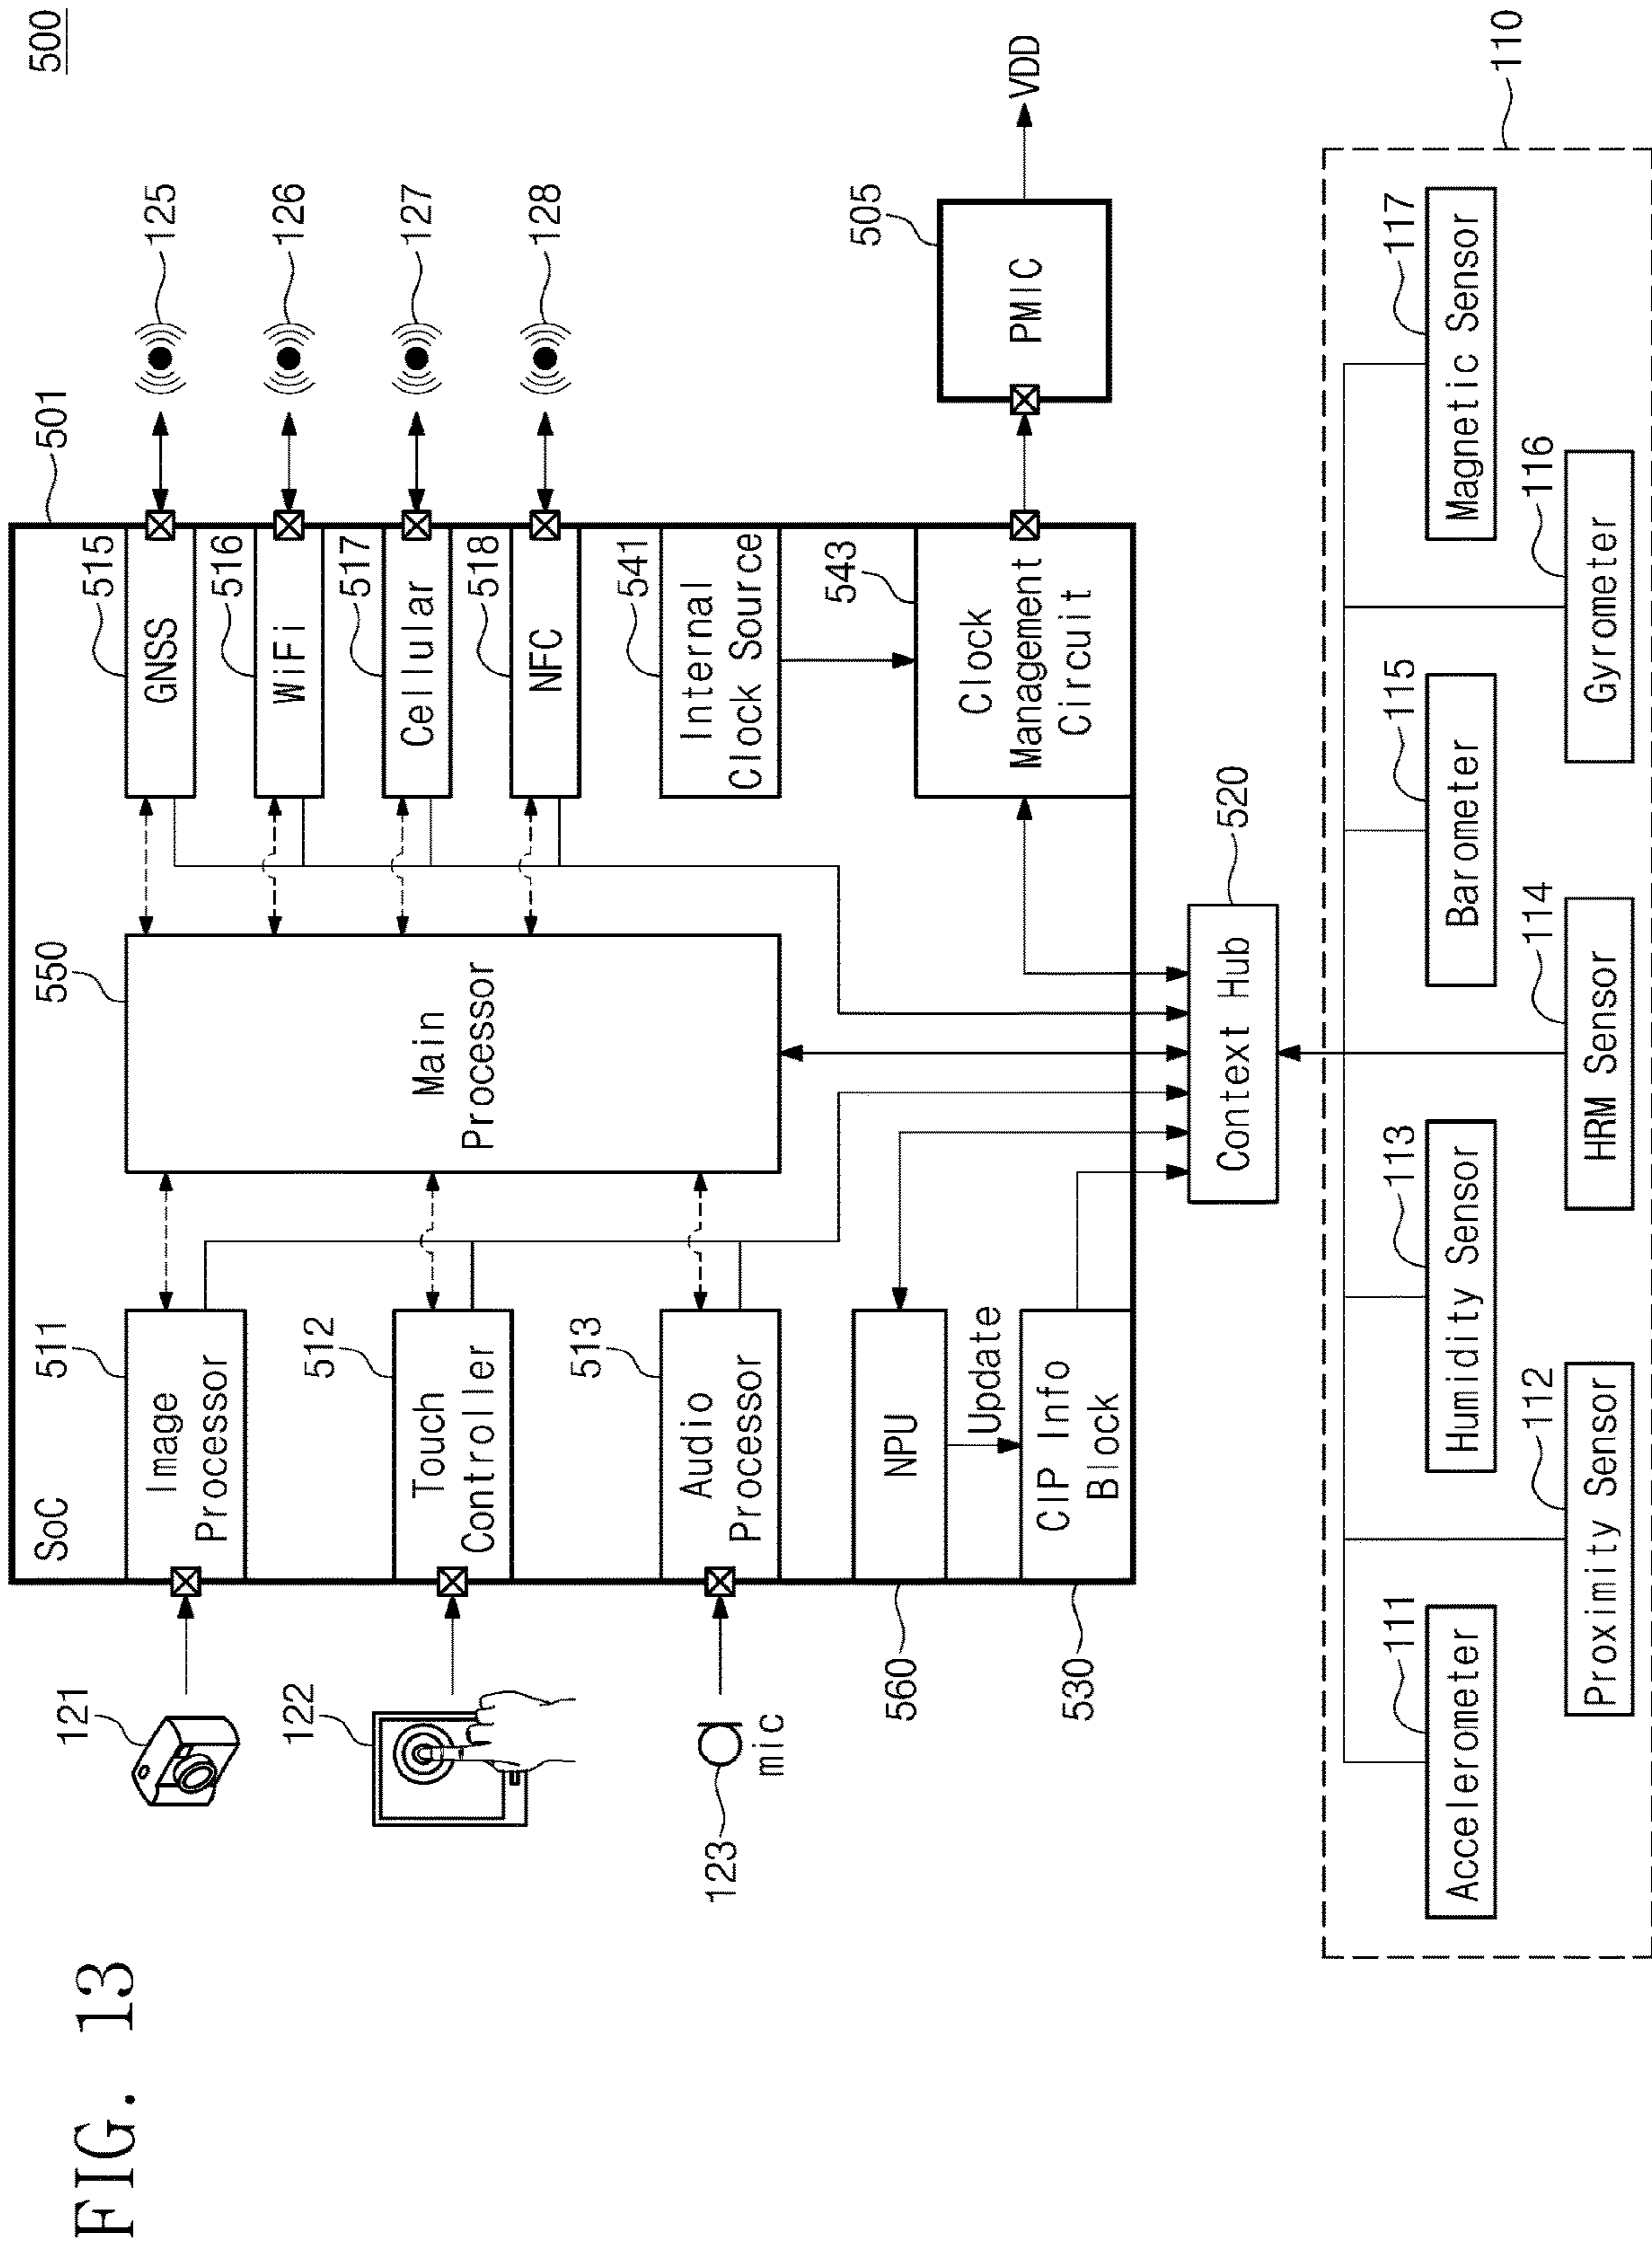 FIG. 13
500
SoC
501
550
121
511
Image
Processor
515
GNSS
125
516
WiFi
126
122
512
Touch
Controller
Main
Processor
517
Cellular
127
518
NFC
128
123
mic
513
Audio
Processor
541
Internal
Clock Source
560
NPU
Update
543
Clock
Management
Circuit
505
PMIC
VDD
530
CIP Info
Block
520
Context Hub
110
111
Accelerometer
113
Humidity Sensor
115
Barometer
117
Magnetic Sensor
112
Proximity Sensor
114
HRM Sensor
116
Gyrometer